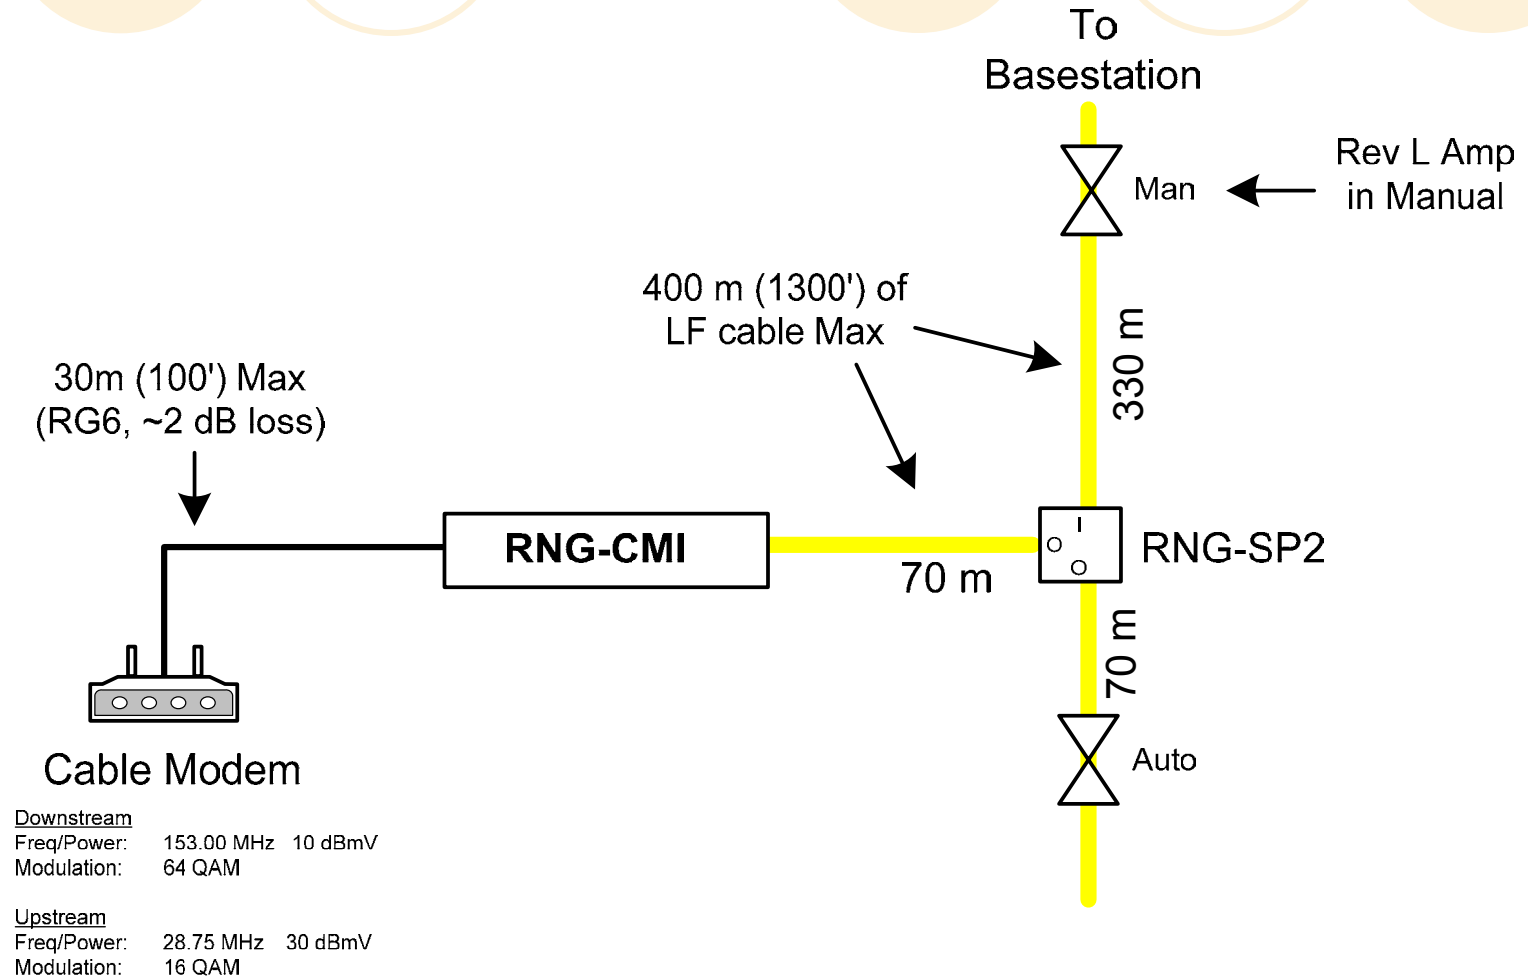 To
Basestation
Rev L Amp
in Manual
Man
400 m (1300') of
LF cable Max
330 m
30m (100') Max
(RG6, ~2 dB loss)
RNG-CMI
70 m
I
O
O
RNG-SP2
70 m
Auto
Cable Modem
Downstream
Freq/Power: 153.00 MHz 10 dBmV
Modulation: 64 QAM
Upstream
Freq/Power: 28.75 MHz 30 dBmV
Modulation: 16 QAM